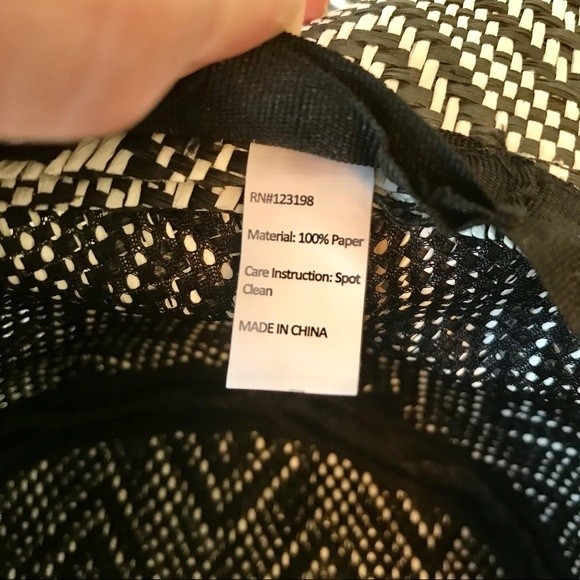 RN#123198
Material: 100% Paper
Care Instruction: Spot
Clean
MADE IN CHINA